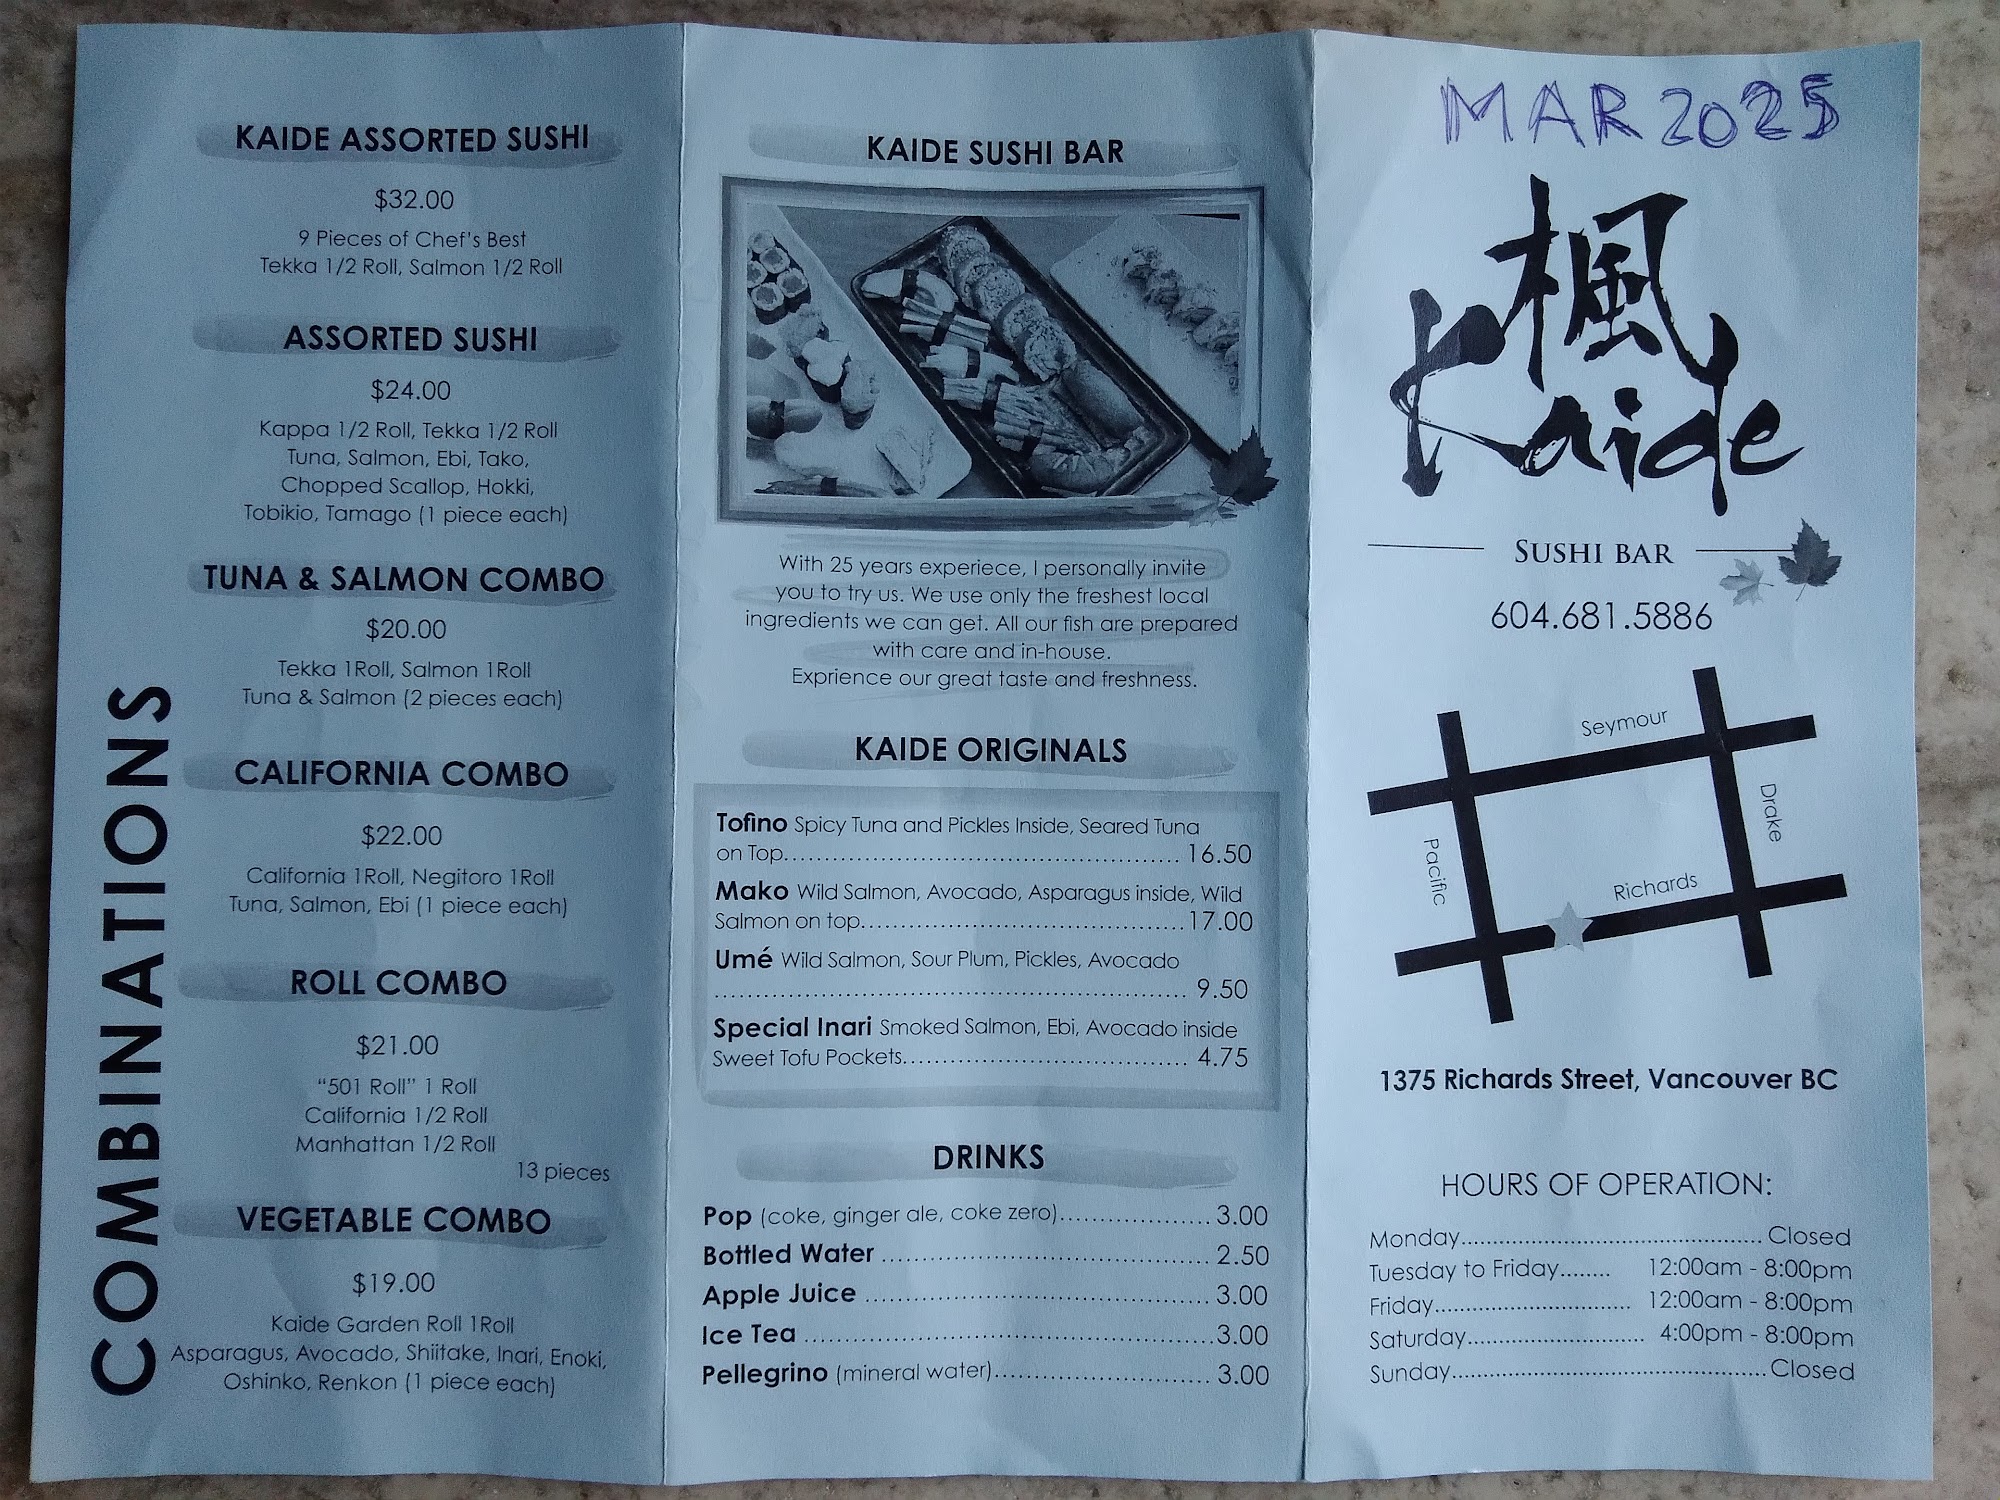 COMBINATIONS
KAIDE ASSORTED SUSHI
$32.00
9 Pieces of Chef's Best
Tekka 1/2 Roll, Salmon 1/2 Roll
ASSORTED SUSHI
$24.00
Kappa 1/2 Roll, Tekka 1/2 Roll
Tuna, Salmon, Ebi, Tako,
Chopped Scallop, Hokki,
Tobikio, Tamago (1 piece each)
TUNA & SALMON COMBO
$20.00
Tekka 1Roll, Salmon 1Roll
Tuna & Salmon (2 pieces each)
CALIFORNIA COMBO
$22.00
California 1Roll, Negitoro 1Roll
Tuna, Salmon, Ebi (1 piece each)
ROLL COMBO
$21.00
“501 Roll” 1 Roll
California 1/2 Roll
Manhattan 1/2 Roll
13 pieces
VEGETABLE COMBO
$19.00
Kaide Garden Roll 1Roll
Asparagus, Avocado, Shiitake, Inari, Enoki,
Oshinko, Renkon (1 piece each)
KAIDE SUSHI BAR
With 25 years experiece, I personally invite
you to try us. We use only the freshest local
ingredients we can get. All our fish are prepared
with care and in-house.
Exprience our great taste and freshness.
KAIDE ORIGINALS
Tofino Spicy Tuna and Pickles Inside, Seared Tuna
on Top.................................................... 16.50
Mako Wild Salmon, Avocado, Asparagus inside, Wild
Salmon on top...........................................17.00
Umé Wild Salmon, Sour Plum, Pickles, Avocado
............................................................... 9.50
Special Inari Smoked Salmon, Ebi, Avocado inside
Sweet Tofu Pockets...................................... 4.75
DRINKS
Pop (coke, ginger ale, coke zero).................... 3.00
Bottled Water ............................................ 2.50
Apple Juice .............................................. 3.00
Ice Tea ......................................................3.00
Pellegrino (mineral water)............................. 3.00
MAR 2025
楓
Kaide
SUSHI BAR
604.681.5886
Seymour
Drake
Pacific
Richards
1375 Richards Street, Vancouver BC
HOURS OF OPERATION:
Monday............................................. Closed
Tuesday to Friday........ 12:00am - 8:00pm
Friday.............................. 12:00am - 8:00pm
Saturday........................... 4:00pm - 8:00pm
Sunday............................................... Closed